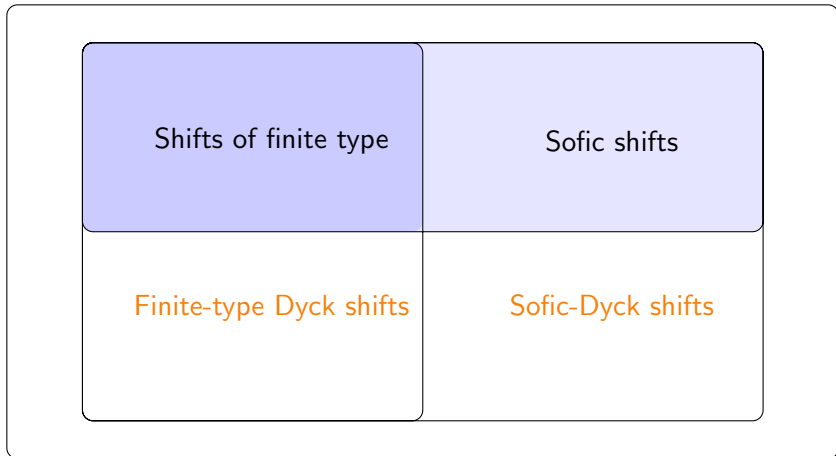 Shifts of finite type
Sofic shifts
Finite-type Dyck shifts
Sofic-Dyck shifts